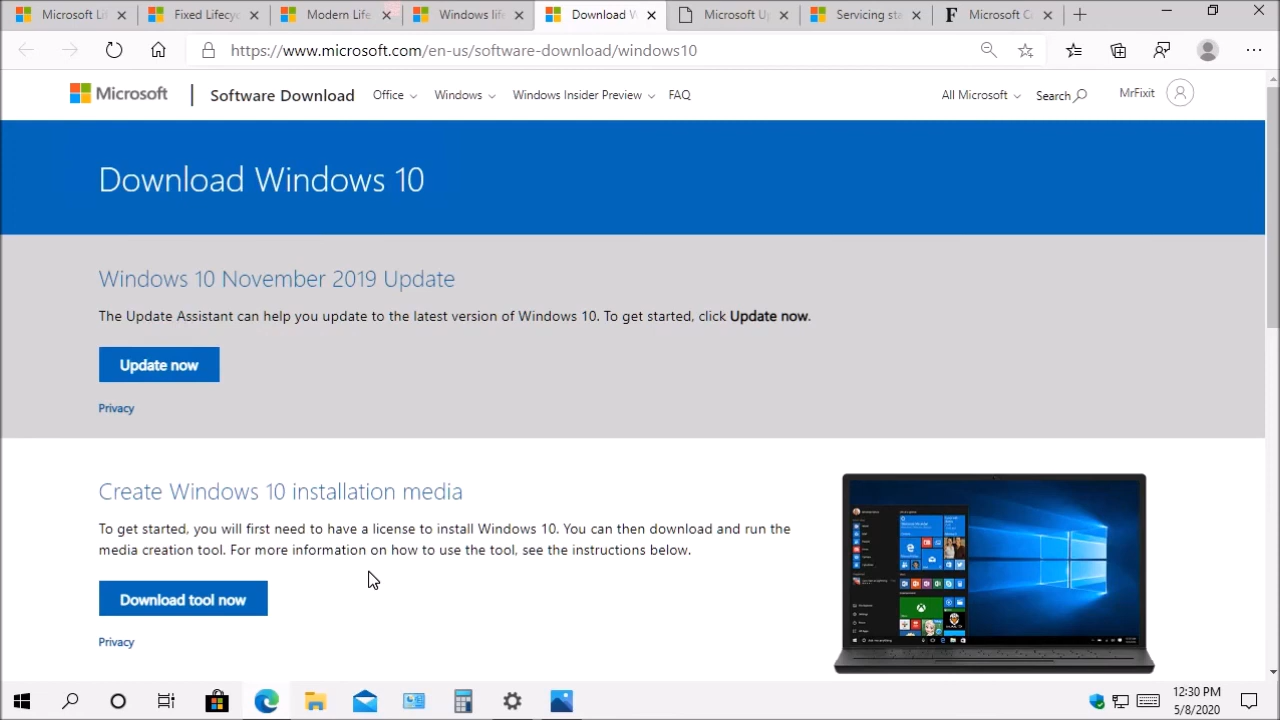 Microsoft Li
Fixed Lifecy
Modern Life
Windows life
Download W
Microsoft Up
Servicing sta
Microsoft C
https://www.microsoft.com/en-us/software-download/windows10
Microsoft
Software Download
Office
Windows
Windows Insider Preview
FAQ
All Microsoft
Search
MrFixit
Download Windows 10
Windows 10 November 2019 Update
The Update Assistant can help you update to the latest version of Windows 10. To get started, click Update now.
Update now
Privacy
Create Windows 10 installation media
To get started, you will first need to have a license to install Windows 10. You can then download and run the
media creation tool. For more information on how to use the tool, see the instructions below.
Download tool now
Privacy
12:30 PM
5/8/2020